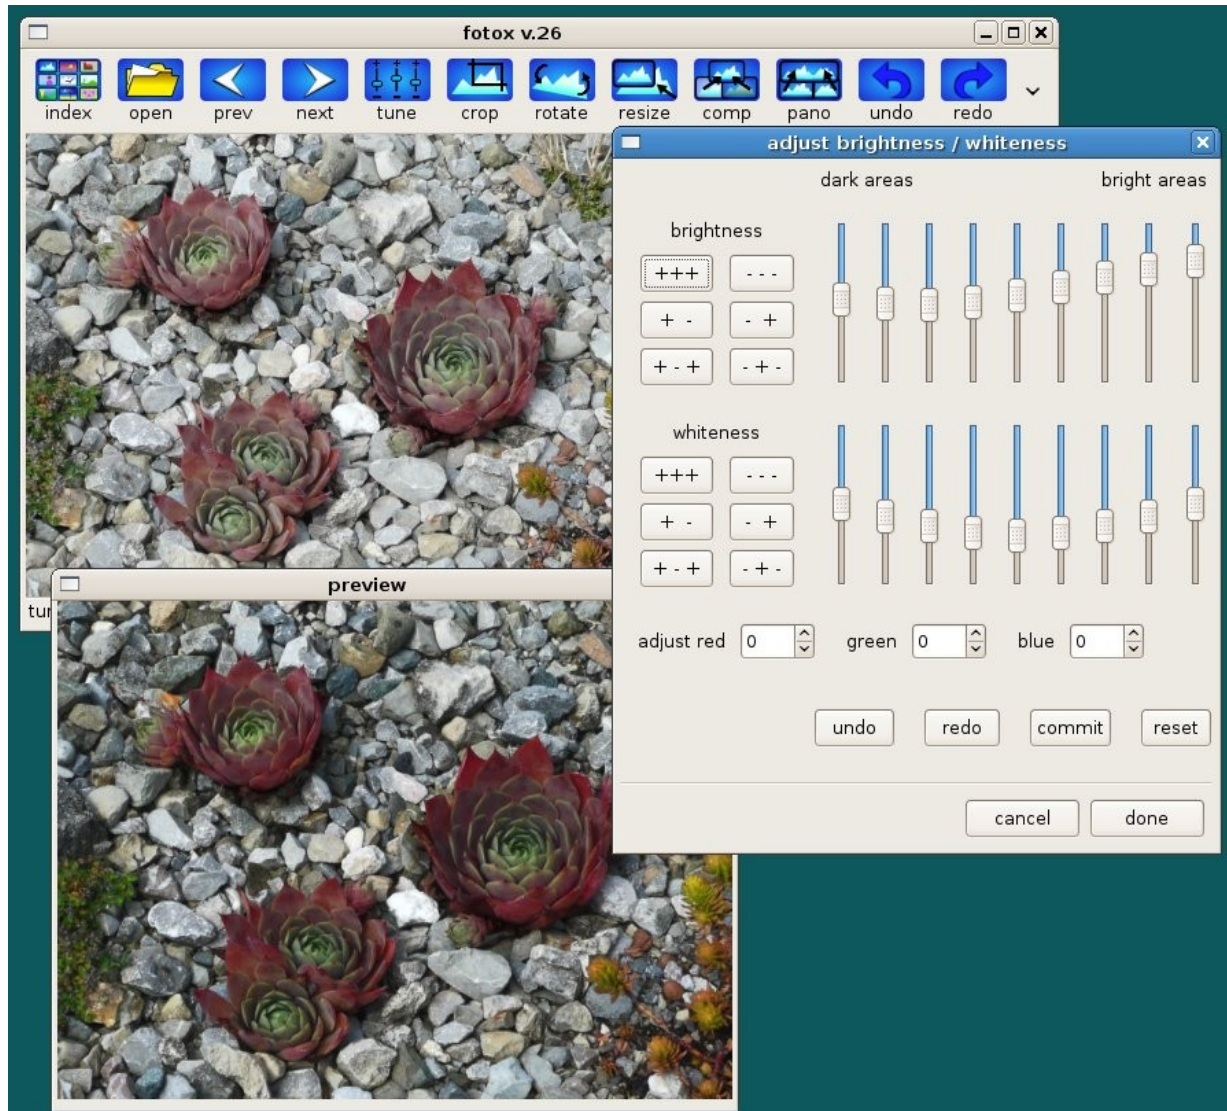 fotox v.26
index open prev next tune crop rotate resize comp pano undo redo
adjust brightness / whiteness
dark areas bright areas
brightness
+++ - - -
+ - - +
+ - + - + -
whiteness
+++ - - -
+ - - +
+ - + - + -
adjust red 0 green 0 blue 0
undo redo commit reset
cancel done
tur
preview